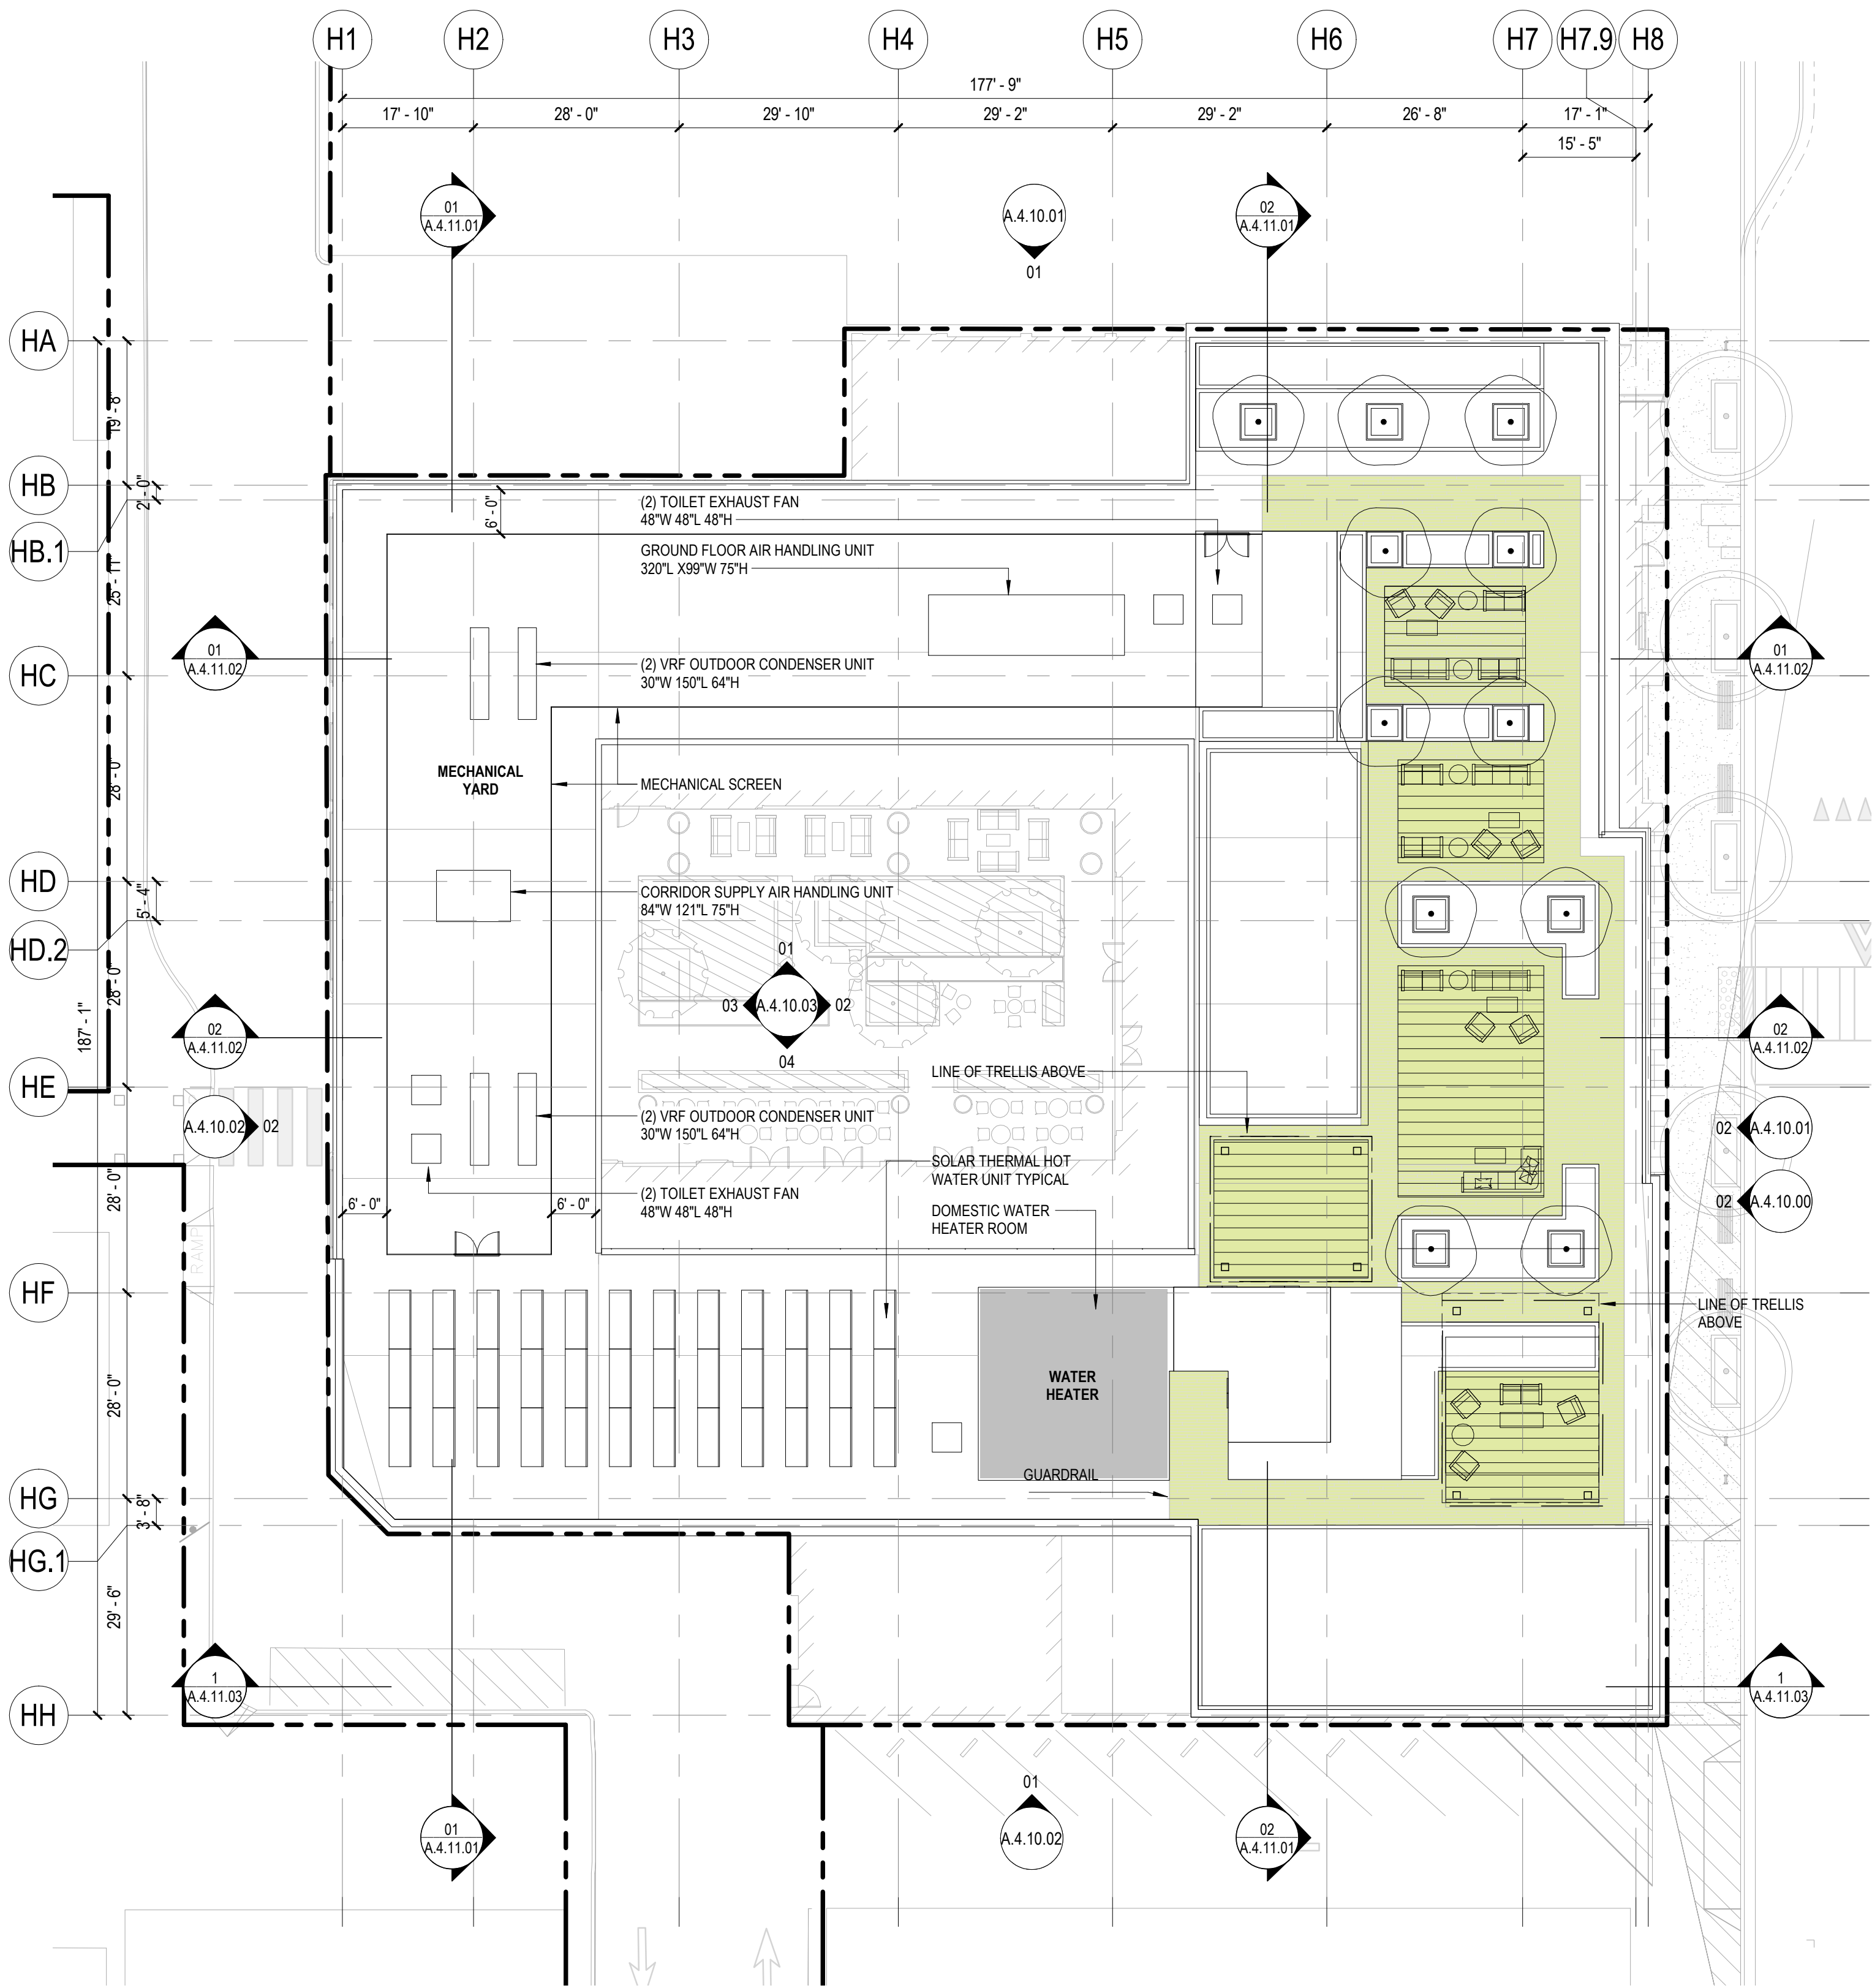 H1 H2 H3 H4 H5 H6 H7 H7.9 H8
177' - 9"
17' - 10" 28' - 0" 29' - 10" 29' - 2" 29' - 2" 26' - 8" 17' - 1"
15' - 5"
01
A.4.11.01
A.4.10.01
01
02
A.4.11.01
HA
19' - 8"
HB
2' - 0"
HB.1
25' - 11"
HC
28' - 0"
HD
5' - 4"
HD.2
28' - 0"
187' - 1"
HE
28' - 0"
HF
28' - 0"
HG
3' - 8"
HG.1
29' - 6"
HH
6' - 0"
(2) TOILET EXHAUST FAN
48"W 48"L 48"H
GROUND FLOOR AIR HANDLING UNIT
320"L X99"W 75"H
01
A.4.11.02
(2) VRF OUTDOOR CONDENSER UNIT
30"W 150"L 64"H
01
A.4.11.02
MECHANICAL
YARD
MECHANICAL SCREEN
CORRIDOR SUPPLY AIR HANDLING UNIT
84"W 121"L 75"H
01
03 A.4.10.03 02
04
02
A.4.11.02
02
A.4.11.02
LINE OF TRELLIS ABOVE
A.4.10.02 02
(2) VRF OUTDOOR CONDENSER UNIT
30"W 150"L 64"H
02 A.4.10.01
SOLAR THERMAL HOT
WATER UNIT TYPICAL
(2) TOILET EXHAUST FAN
48"W 48"L 48"H
02 A.4.10.00
6' - 0" 6' - 0"
DOMESTIC WATER
HEATER ROOM
RAMP
LINE OF TRELLIS
ABOVE
WATER
HEATER
GUARDRAIL
1
A.4.11.03
1
A.4.11.03
01
A.4.11.01
01
A.4.10.02
02
A.4.11.01